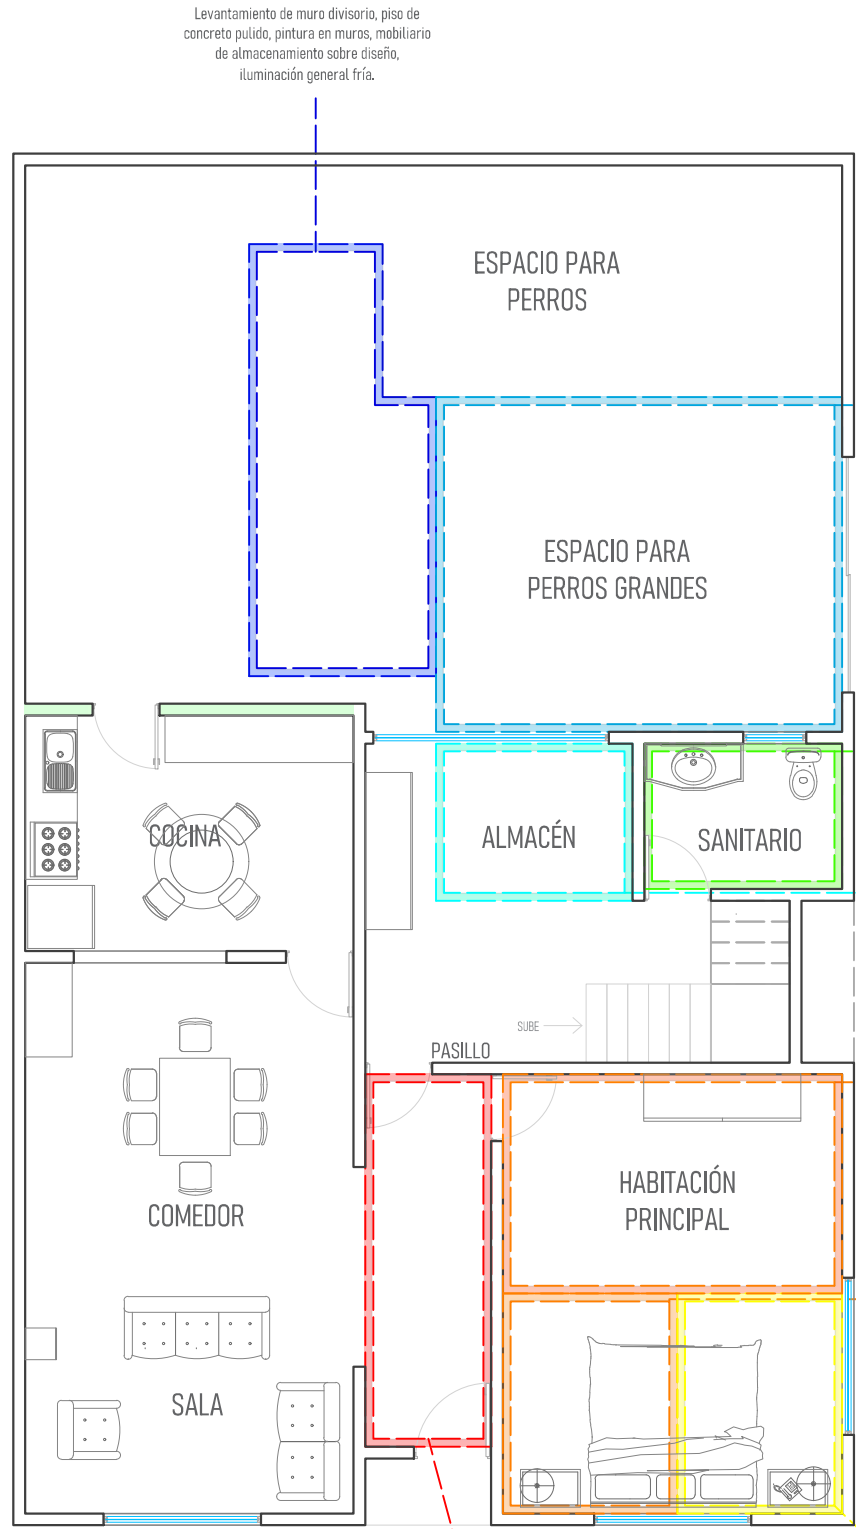 Levantamiento de muro divisorio, piso de
concreto pulido, pintura en muros, mobiliario
de almacenamiento sobre diseño,
iluminación general fría.
ESPACIO PARA
PERROS
ESPACIO PARA
PERROS GRANDES
COCINA
ALMACÉN
SANITARIO
SUBE
PASILLO
HABITACIÓN
PRINCIPAL
COMEDOR
SALA